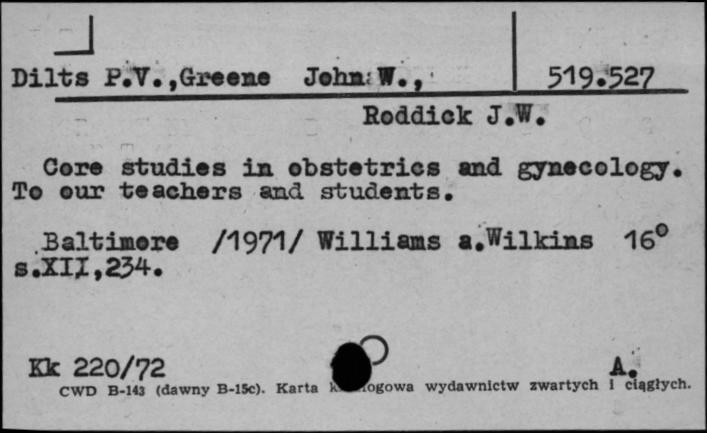 Dilts P.V.,Greene John W., 519.527
Roddick J.W.
Core studies in obstetrics and gynecology.
To our teachers and students.
Baltimore /1971/ Williams a.Wilkins 16°
s.XII,234.
Kk 220/72 A.
CWD B-143 (dawny B-15c). Karta wydawnictw zwartych i ciągłych.